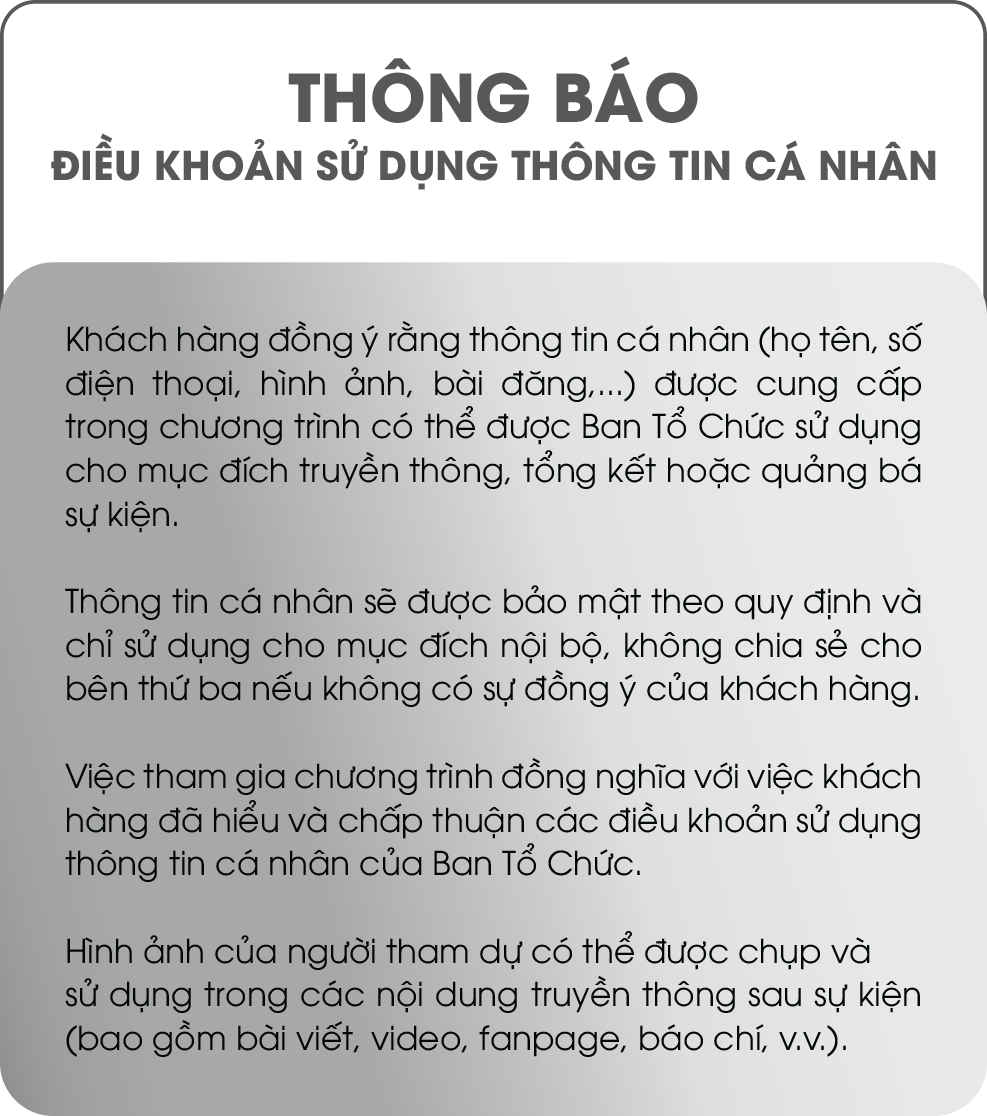 THÔNG BÁO
ĐIỀU KHOẢN SỬ DỤNG THÔNG TIN CÁ NHÂN
Khách hàng đồng ý rằng thông tin cá nhân (họ tên, số
điện thoại, hình ảnh, bài đăng,...) được cung cấp
trong chương trình có thể được Ban Tổ Chức sử dụng
cho mục đích truyền thông, tổng kết hoặc quảng bá
sự kiện.
Thông tin cá nhân sẽ được bảo mật theo quy định và
chỉ sử dụng cho mục đích nội bộ, không chia sẻ cho
bên thứ ba nếu không có sự đồng ý của khách hàng.
Việc tham gia chương trình đồng nghĩa với việc khách
hàng đã hiểu và chấp thuận các điều khoản sử dụng
thông tin cá nhân của Ban Tổ Chức.
Hình ảnh của người tham dự có thể được chụp và
sử dụng trong các nội dung truyền thông sau sự kiện
(bao gồm bài viết, video, fanpage, báo chí, v.v.).